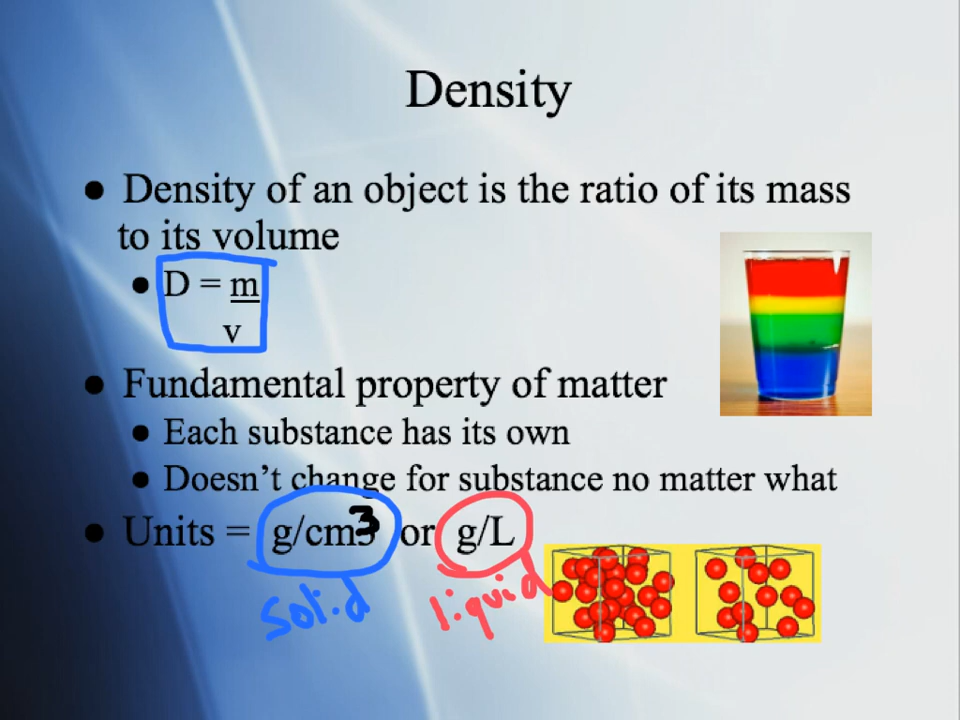 Density
● Density of an object is the ratio of its mass
to its volume
● D = m
v
● Fundamental property of matter
● Each substance has its own
● Doesn't change for substance no matter what
● Units = g/cm3 or g/L
solid
liquid